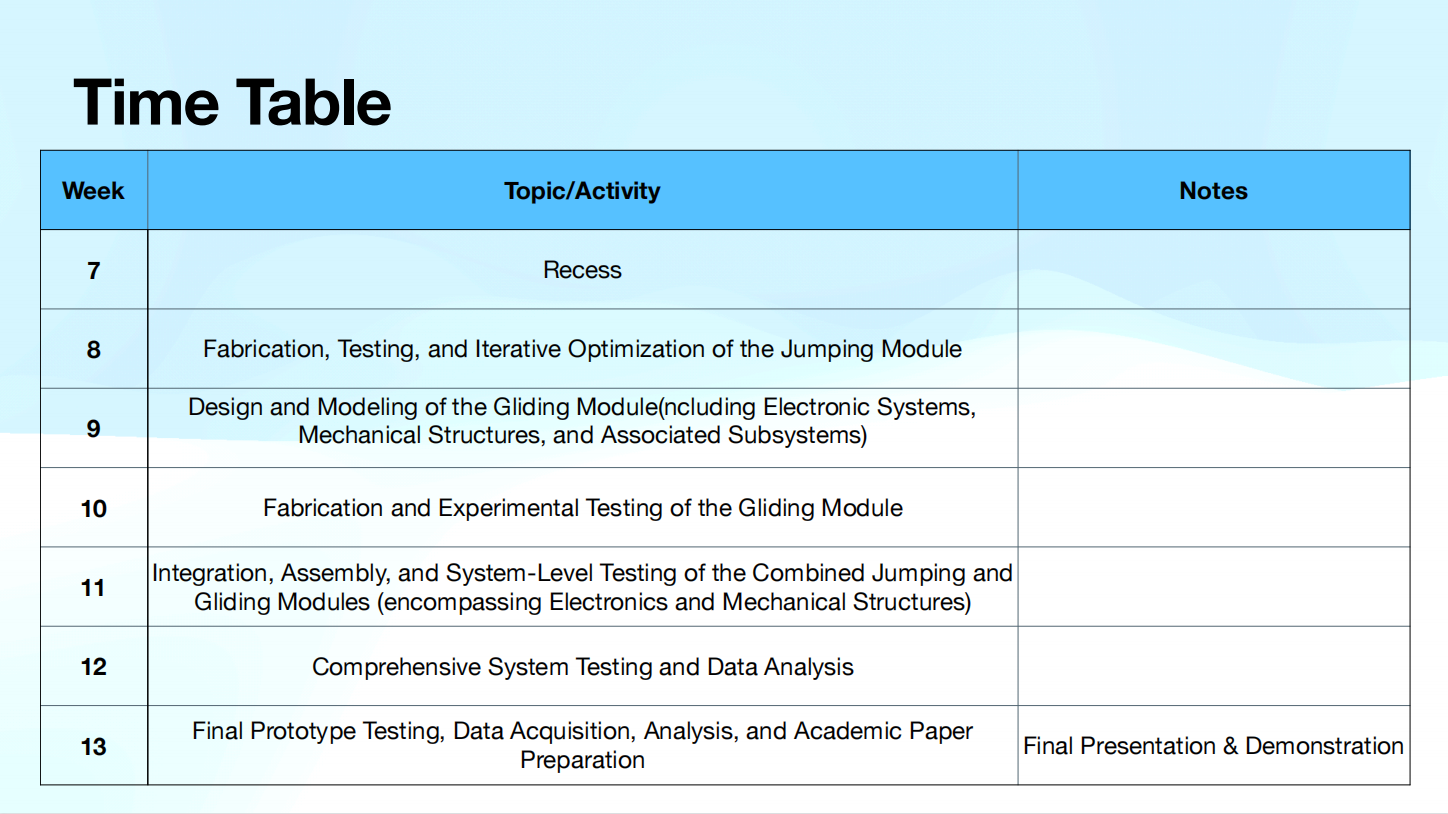 Time Table
Week Topic/Activity Notes
7 Recess
8 Fabrication, Testing, and Iterative Optimization of the Jumping Module
9 Design and Modeling of the Gliding Module(ncluding Electronic Systems,
Mechanical Structures, and Associated Subsystems)
10 Fabrication and Experimental Testing of the Gliding Module
11 Integration, Assembly, and System-Level Testing of the Combined Jumping and
Gliding Modules (encompassing Electronics and Mechanical Structures)
12 Comprehensive System Testing and Data Analysis
13 Final Prototype Testing, Data Acquisition, Analysis, and Academic Paper
Preparation
Final Presentation & Demonstration